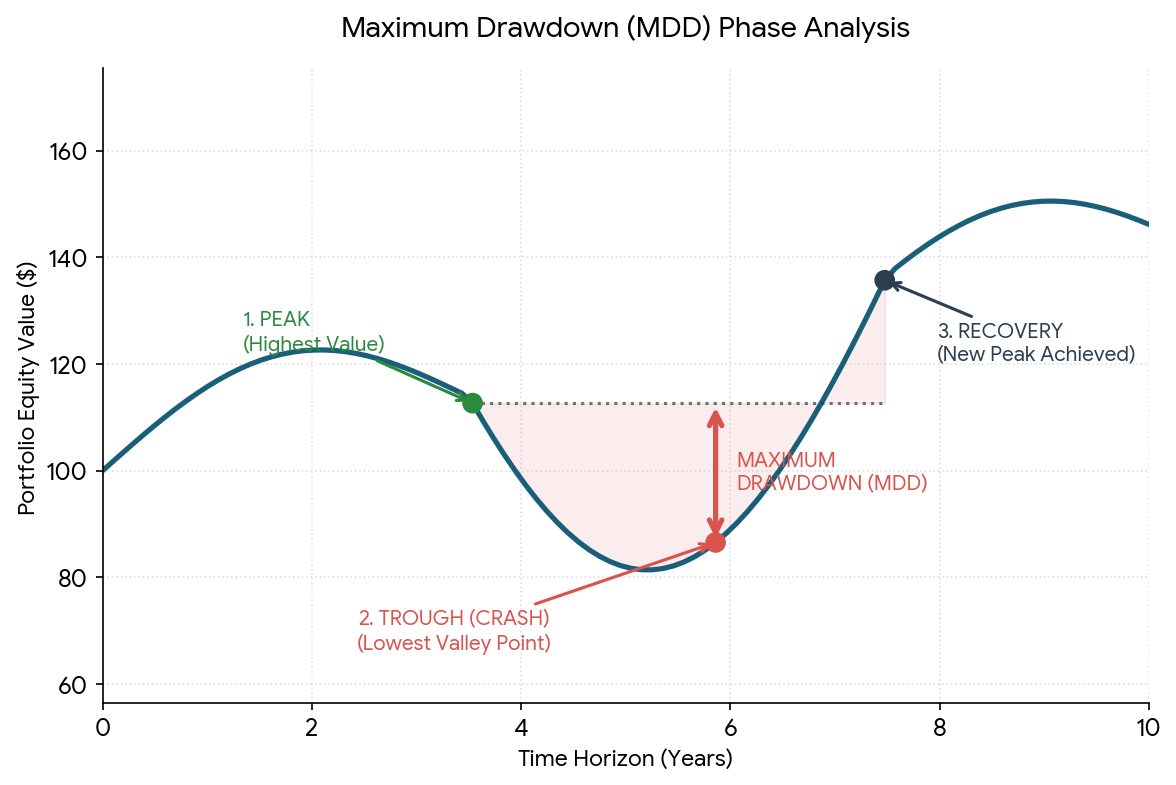 Maximum Drawdown (MDD) Phase Analysis
Portfolio Equity Value ($)
160
140
120
100
80
60
1. PEAK
(Highest Value)
3. RECOVERY
(New Peak Achieved)
MAXIMUM
DRAWDOWN (MDD)
2. TROUGH (CRASH)
(Lowest Valley Point)
0
2
4
6
8
10
Time Horizon (Years)